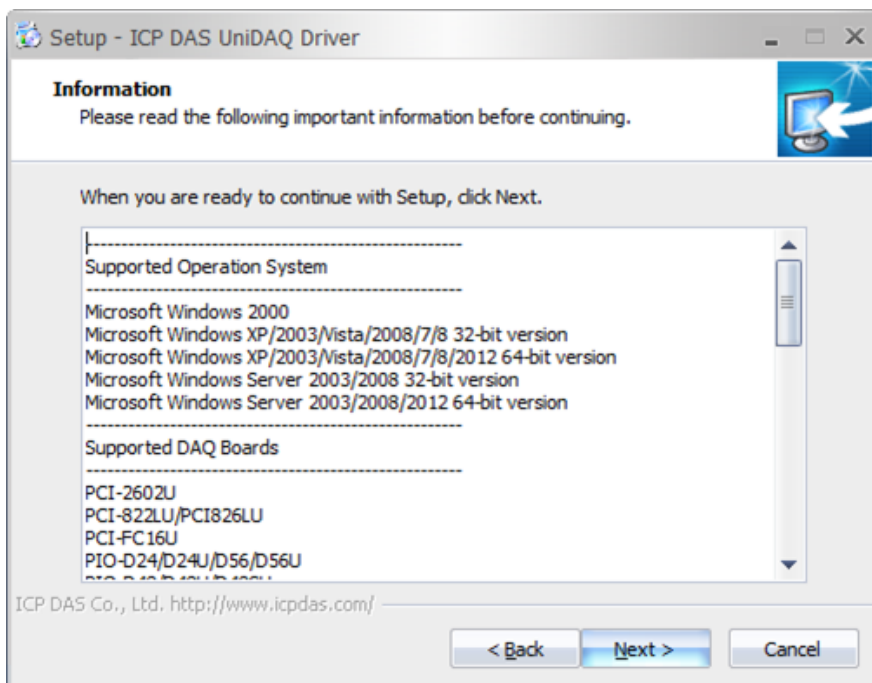 Setup - ICP DAS UniDAQ Driver
Information
Please read the following important information before continuing.
When you are ready to continue with Setup, click Next.
------------------------------------------------------
Supported Operation System
------------------------------------------------------
Microsoft Windows 2000
Microsoft Windows XP/2003/Vista/2008/7/8 32-bit version
Microsoft Windows XP/2003/Vista/2008/7/8/2012 64-bit version
Microsoft Windows Server 2003/2008 32-bit version
Microsoft Windows Server 2003/2008/2012 64-bit version
------------------------------------------------------
Supported DAQ Boards
------------------------------------------------------
PCI-2602U
PCI-822LU/PCI826LU
PCI-FC16U
PIO-D24/D24U/D56/D56U
ICP DAS Co., Ltd. http://www.icpdas.com/
< Back
Next >
Cancel